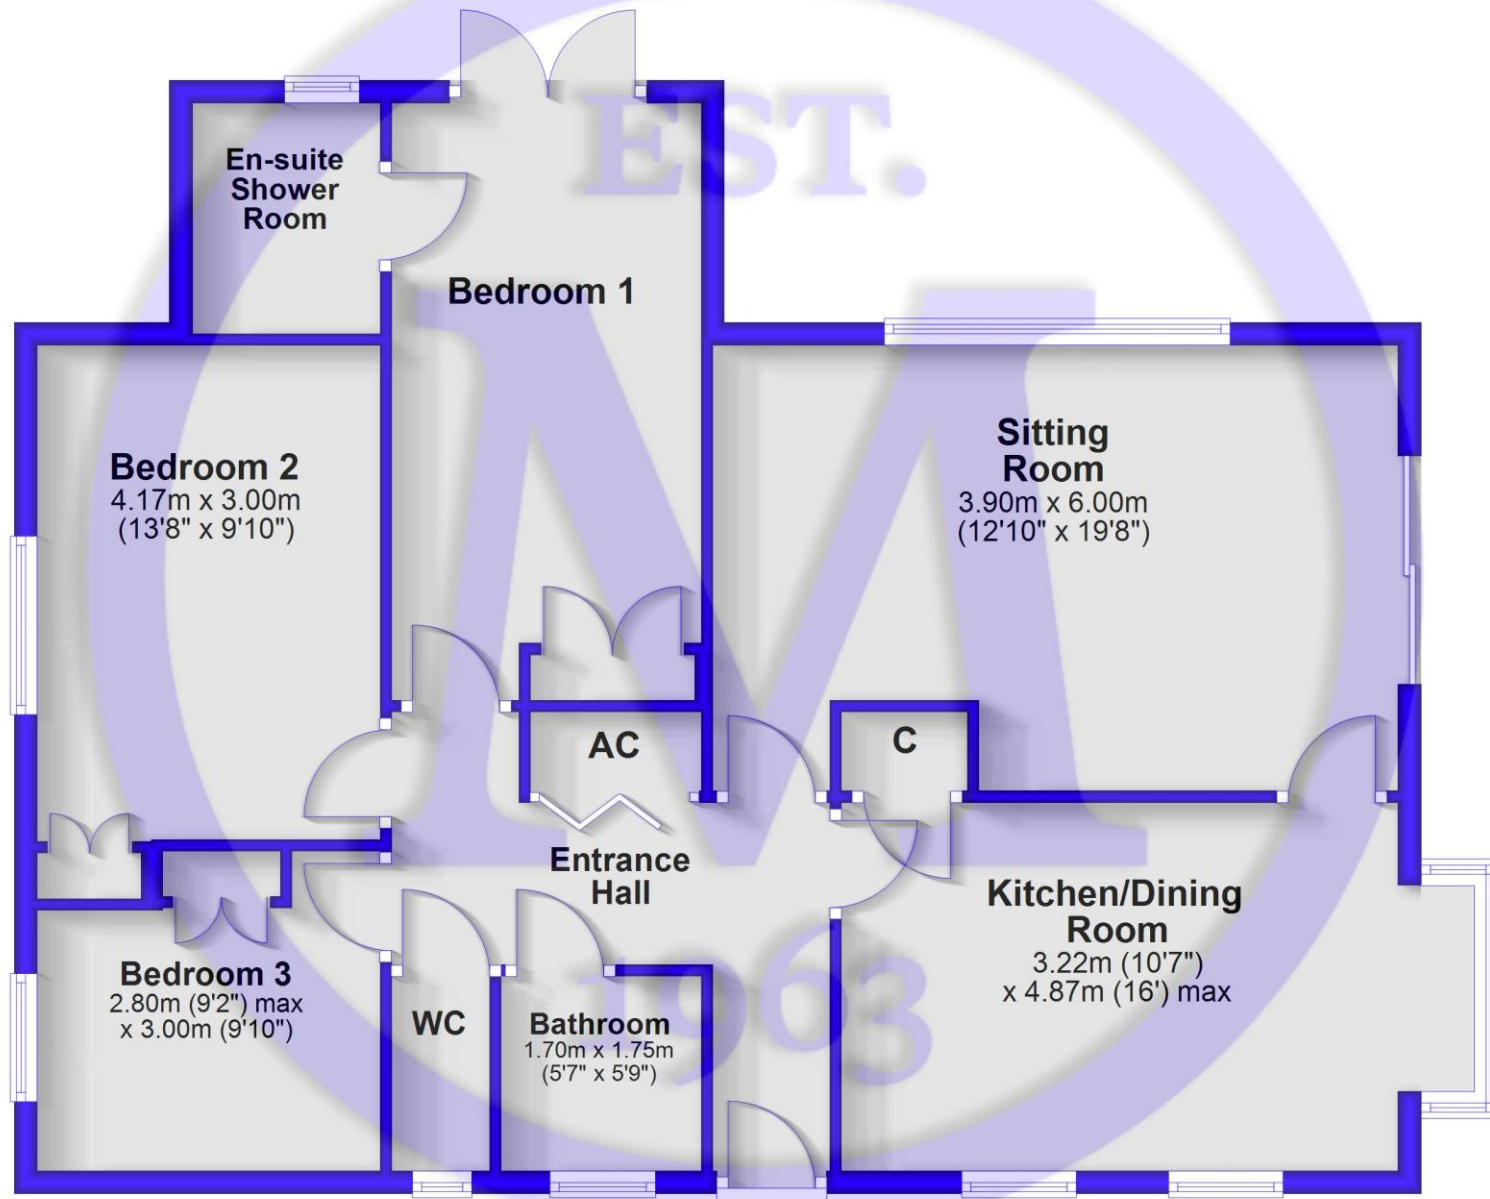 EST.
En-suite
Shower
Room
Bedroom 1
Bedroom 2
4.17m x 3.00m
(13'8" x 9'10")
Sitting
Room
3.90m x 6.00m
(12'10" x 19'8")
AC
C
Entrance
Hall
Kitchen/Dining
Room
3.22m (10'7")
x 4.87m (16') max
Bedroom 3
2.80m (9'2") max
x 3.00m (9'10")
WC
Bathroom
1.70m x 1.75m
(5'7" x 5'9")
M
1963